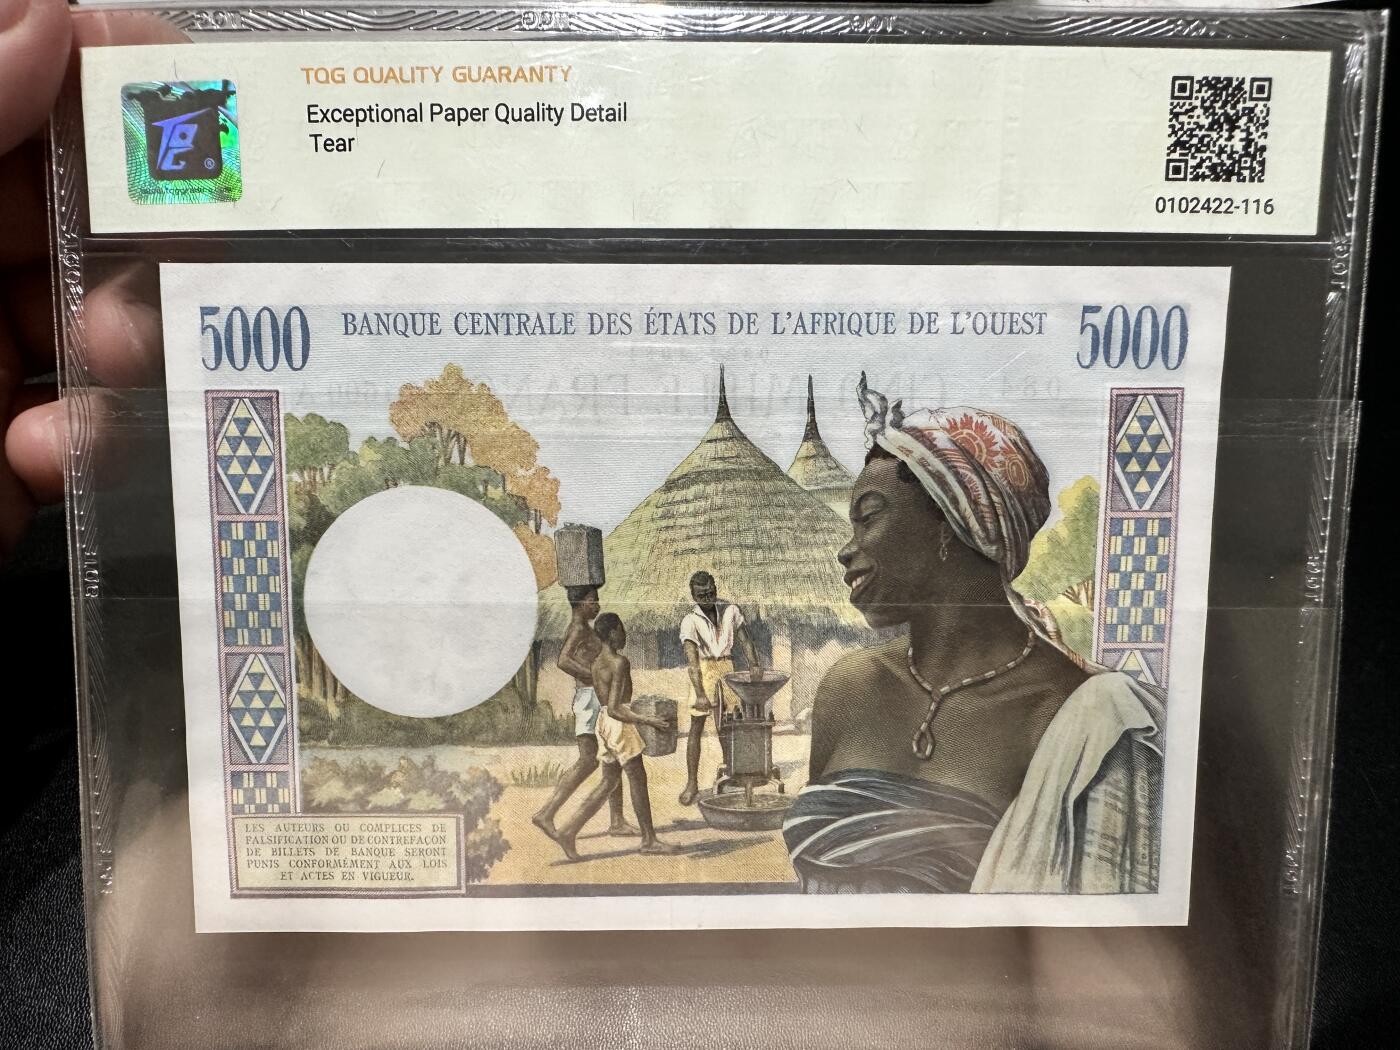 TQG QUALITY GUARANTY
Exceptional Paper Quality Detail
Tear
®
0102422-116
5000 BANQUE CENTRALE DES ÉTATS DE L'AFRIQUE DE L'OUEST 5000
LES AUTEURS OU COMPLICES DE
FALSIFICATION OU DE CONTREFAÇON
DE BILLETS DE BANQUE SERONT
PUNIS CONFORMÉMENT AUX LOIS
ET ACTES EN VIGUEUR.